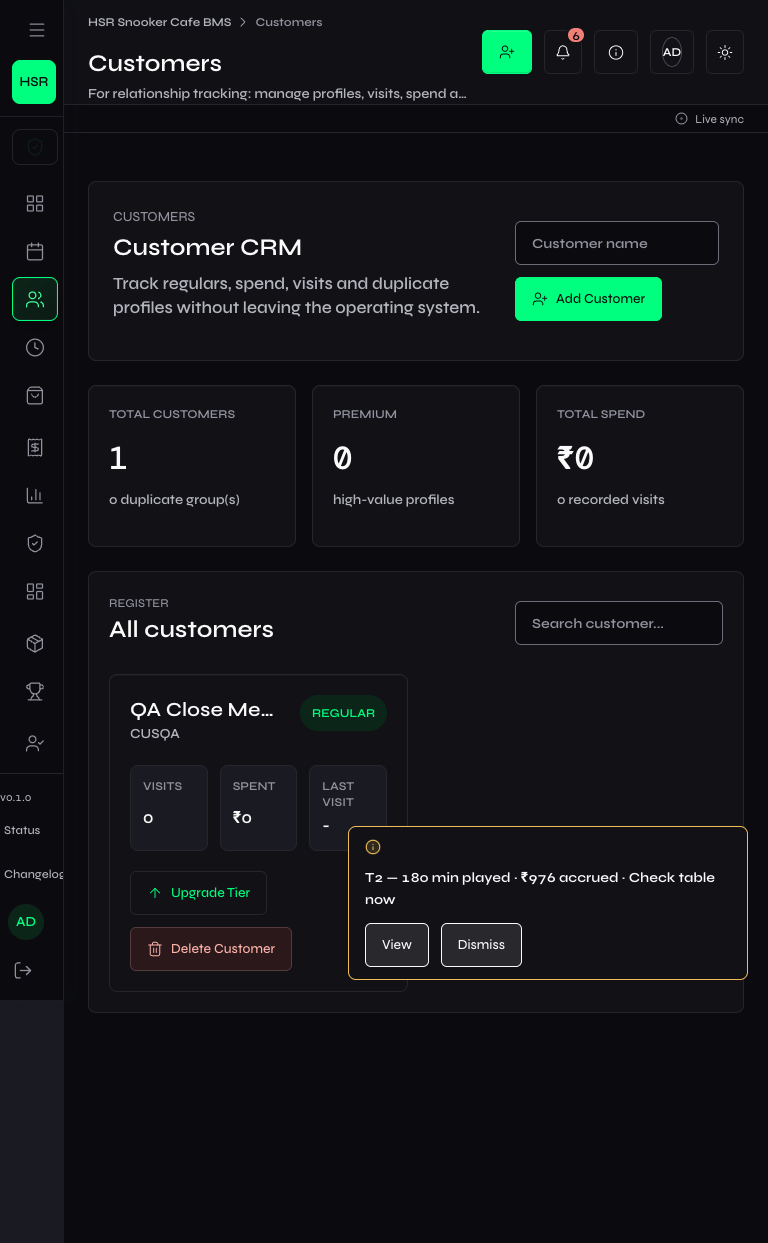 HSR Snooker Cafe BMS > Customers
Customers
For relationship tracking: manage profiles, visits, spend a...
6
AD
HSR
Live sync
CUSTOMERS
Customer CRM
Track regulars, spend, visits and duplicate
profiles without leaving the operating system.
Customer name
Add Customer
TOTAL CUSTOMERS
1
0 duplicate group(s)
PREMIUM
0
high-value profiles
TOTAL SPEND
₹0
0 recorded visits
REGISTER
All customers
Search customer...
QA Close Me...
CUSQA
REGULAR
VISITS
0
SPENT
₹0
LAST
VISIT
-
Upgrade Tier
Delete Customer
T2 — 180 min played · ₹976 accrued · Check table
now
View
Dismiss
v0.1.0
Status
Changelog
AD